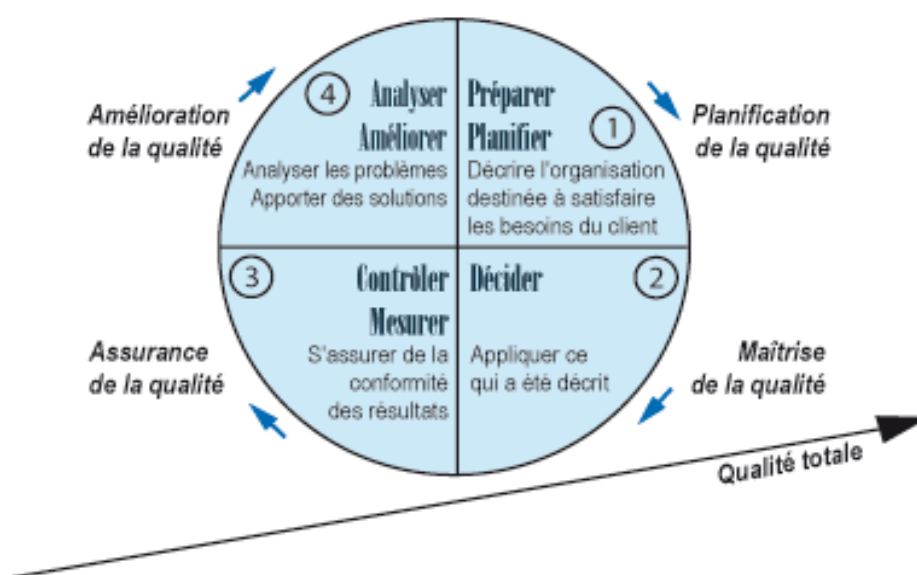 Amélioration
de la qualité
4
Analyser
Améliorer
Analyser les problèmes
Apporter des solutions
Préparer
Planifier
1
Décrire l'organisation
destinée à satisfaire
les besoins du client
Planification
de la qualité
Assurance
de la qualité
3
Contrôler
Mesurer
S'assurer de la
conformité
des résultats
Décider
2
Appliquer ce
qui a été décrit
Maîtrise
de la qualité
Qualité totale